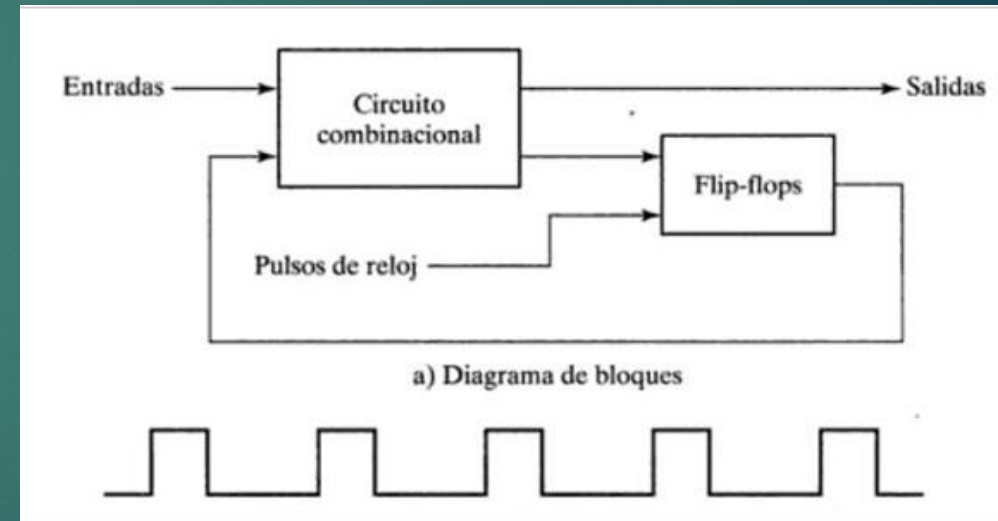 Entradas
Circuito
combinacional
Salidas
Flip-flops
Pulsos de reloj
a) Diagrama de bloques